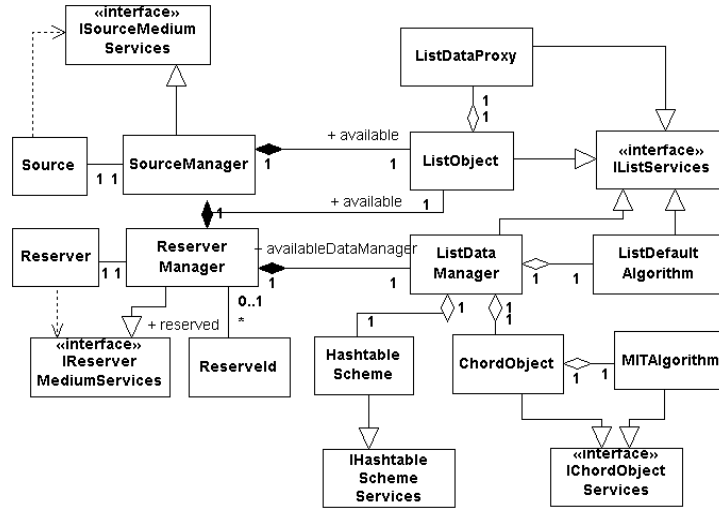 «interface»
ISourceMedium
Services
ListDataProxy
1
1
+ available
«interface»
IListServices
Source
1
1
SourceManager
1
1
ListObject
+ available
1
1
Reserver
1
1
Reserver
Manager
+ availableDataManager
1
1
ListData
Manager
1
1
ListDefault
Algorithm
0..1
+ reserved
*
1
1
1
1
«interface»
IReserver
MediumServices
ReserveId
Hashtable
Scheme
ChordObject
1
1
MITAlgorithm
IHashtable
Scheme
Services
«interface»
IChordObject
Services